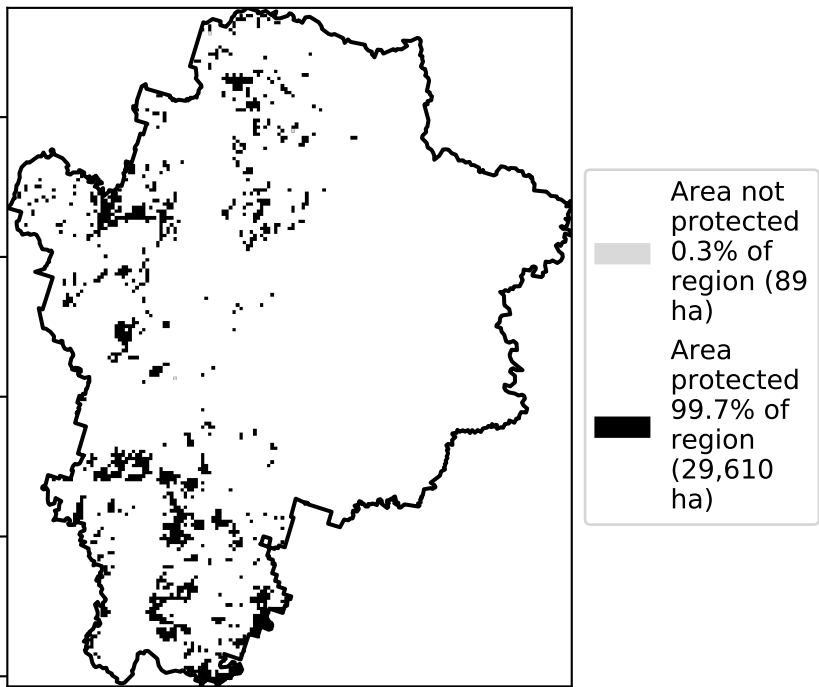 Area not
protected
0.3% of
region (89
ha)
Area
protected
99.7% of
region
(29,610
ha)